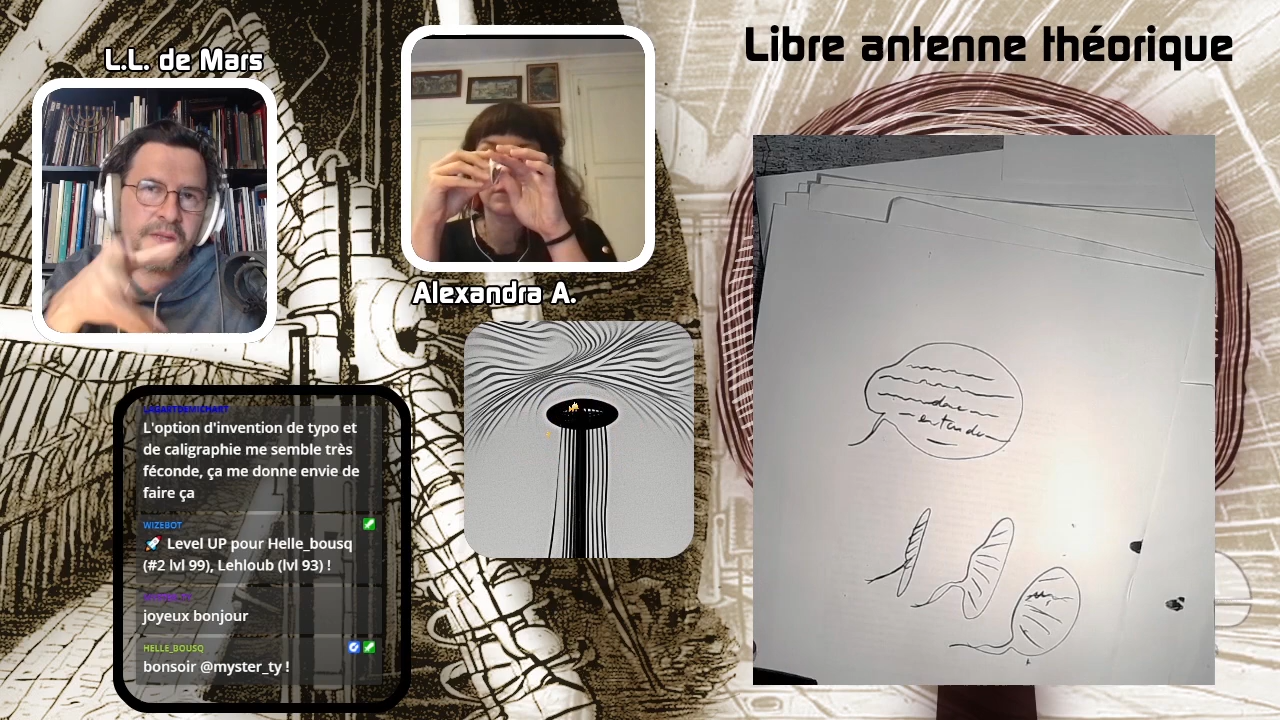 L.L. de Mars
Libre antenne théorique
Alexandra A.
L'option d'invention de typo et
de caligraphie me semble très
féconde, ça me donne envie de
faire ça
WIZEBOT
🚀 Level UP pour Helle_bousq
(#2 lvl 99), Lehloub (lvl 93) !
MYSTER_TY
joyeux bonjour
HELLE_BOUSQ
bonsoir @myster_ty !